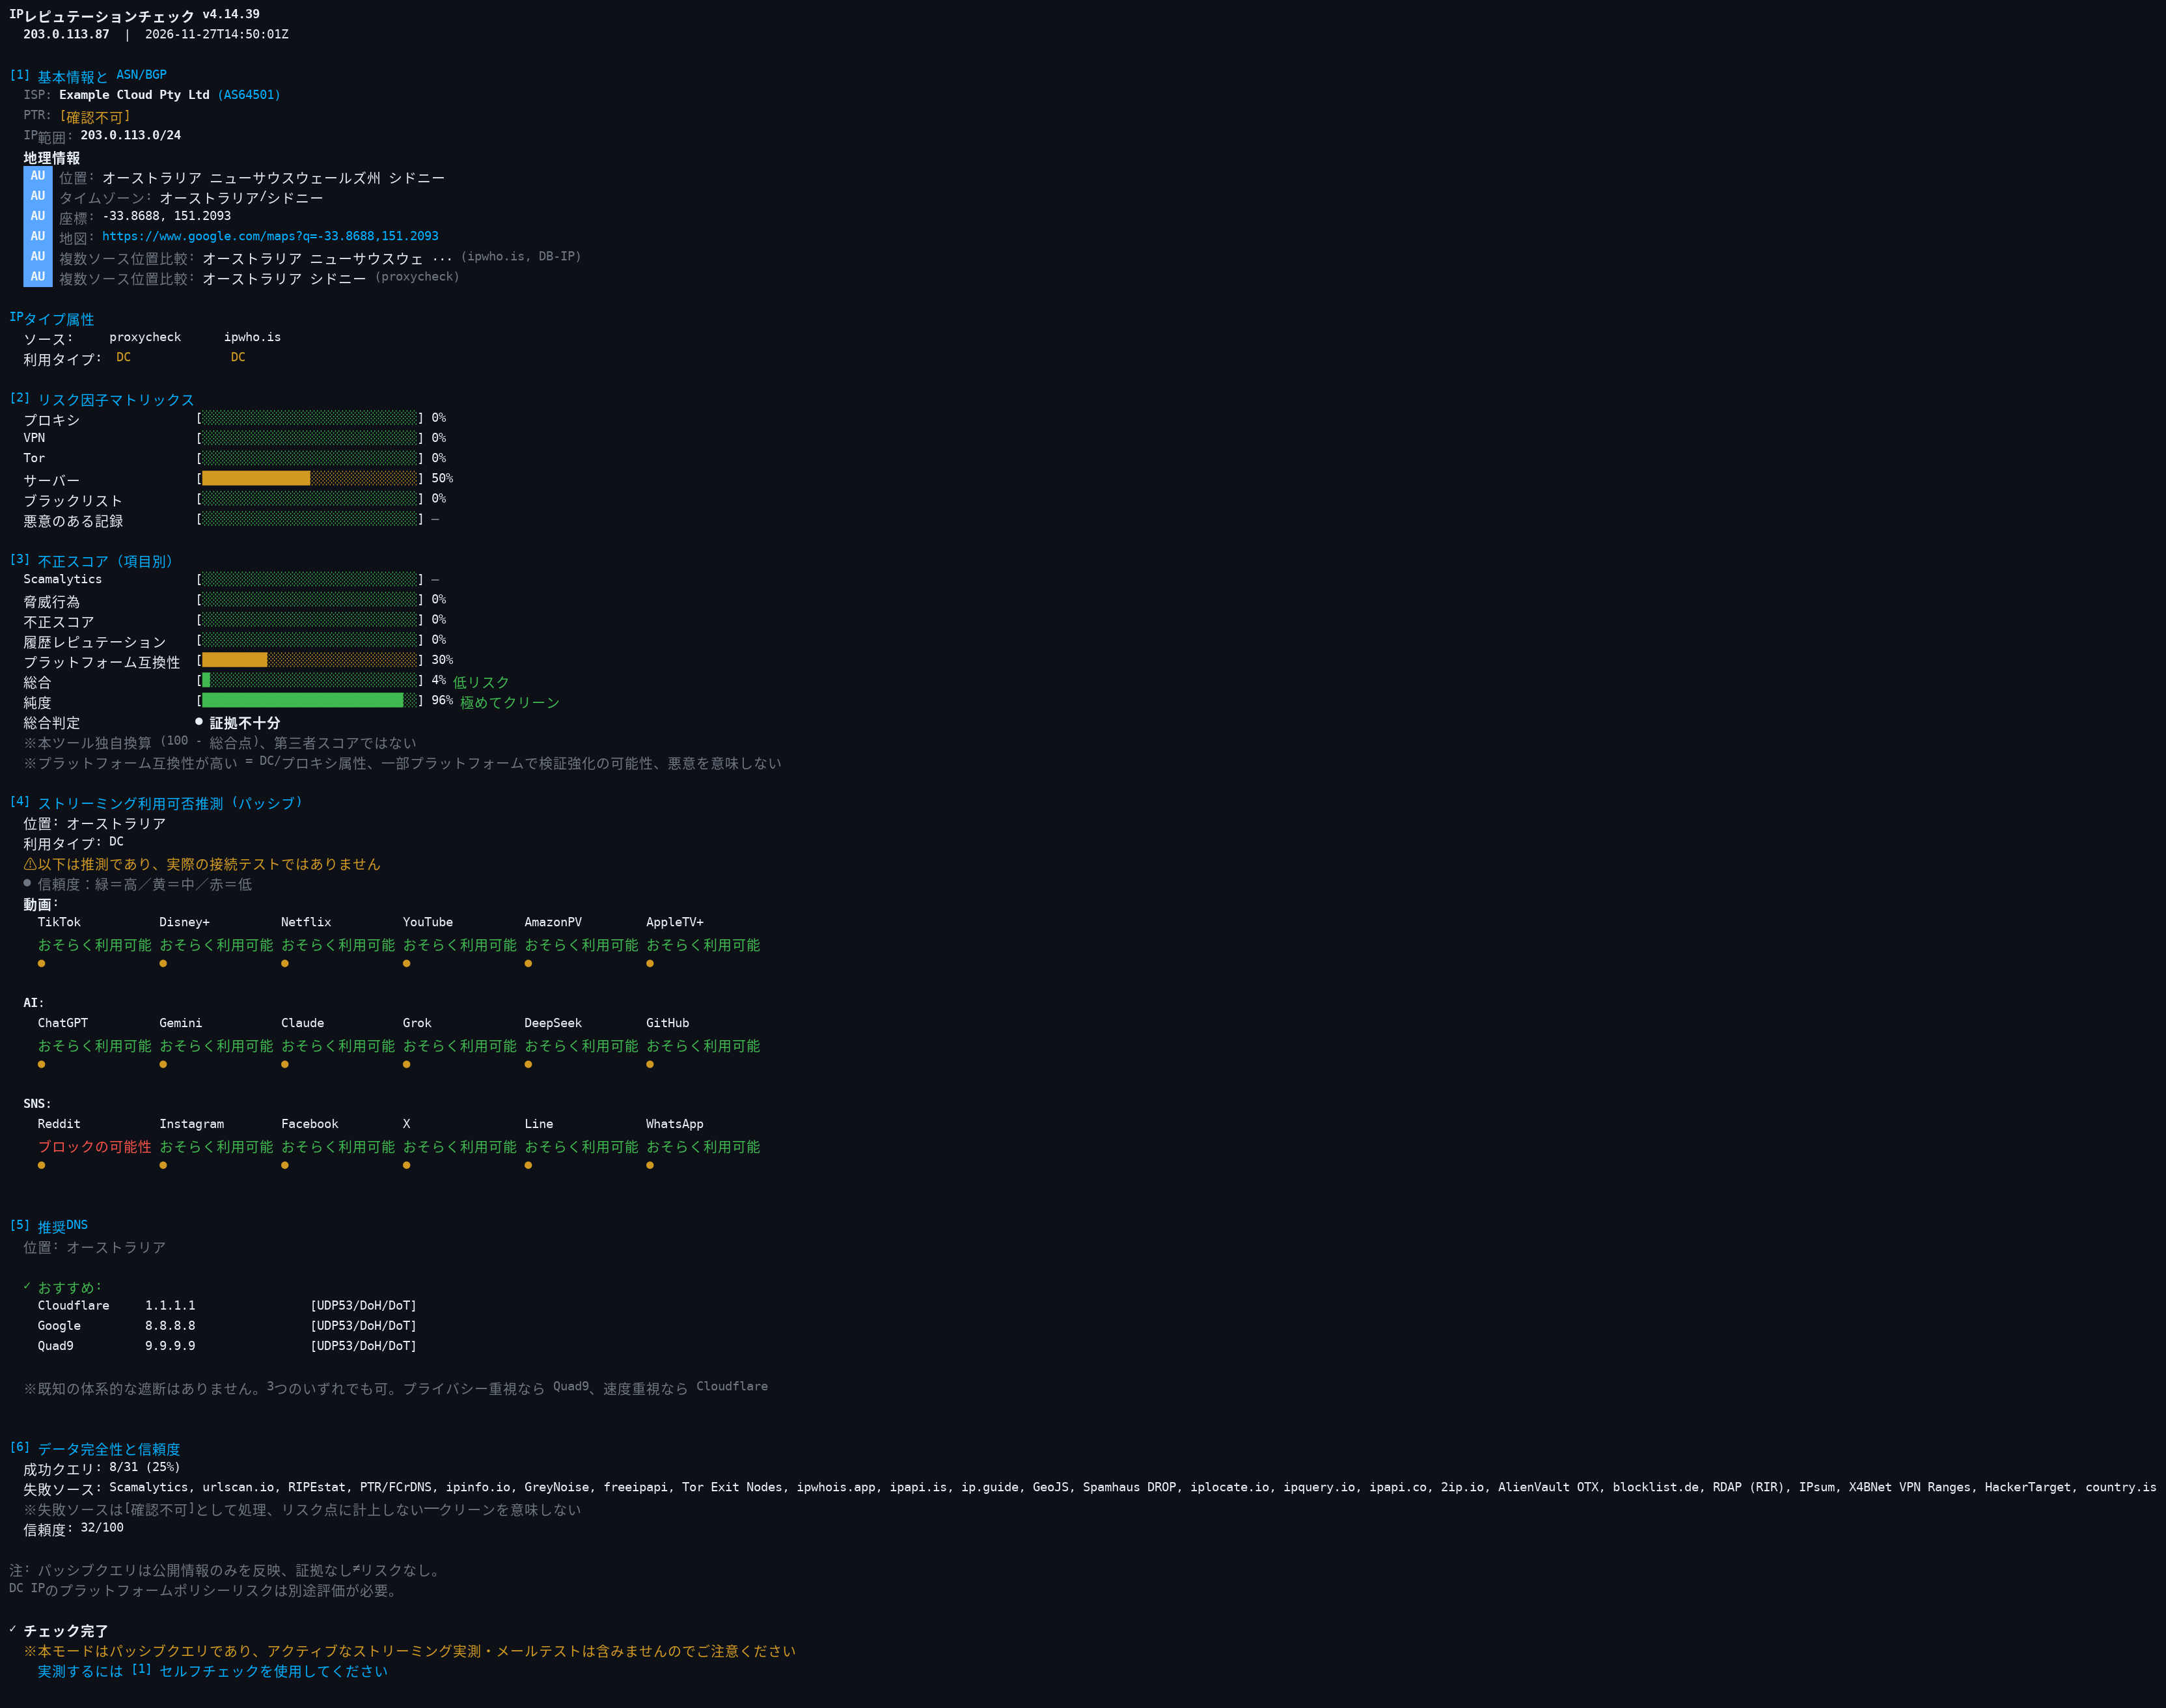 IPレピュテーションチェック v4.14.39
203.0.113.87 | 2026-11-27T14:50:01Z
[1] 基本情報と ASN/BGP
ISP: Example Cloud Pty Ltd (AS64501)
PTR: [確認不可]
IP範囲: 203.0.113.0/24
地理情報
AU 位置: オーストラリア ニューサウスウェールズ州 シドニー
AU タイムゾーン: オーストラリア/シドニー
AU 座標: -33.8688, 151.2093
AU 地図: https://www.google.com/maps?q=-33.8688,151.2093
AU 複数ソース位置比較: オーストラリア ニューサウスウェ ... (ipwho.is, DB-IP)
AU 複数ソース位置比較: オーストラリア シドニー (proxycheck)
IPタイプ属性
ソース: proxycheck ipwho.is
利用タイプ: DC DC
[2] リスク因子マトリックス
プロキシ [░░░░░░░░░░░░░░░░░░░░░░░░░░░░░░] 0%
VPN [░░░░░░░░░░░░░░░░░░░░░░░░░░░░░░] 0%
Tor [░░░░░░░░░░░░░░░░░░░░░░░░░░░░░░] 0%
サーバー [███████████████░░░░░░░░░░░░░░░] 50%
ブラックリスト [░░░░░░░░░░░░░░░░░░░░░░░░░░░░░░] 0%
悪意のある記録 [░░░░░░░░░░░░░░░░░░░░░░░░░░░░░░] —
[3] 不正スコア（項目別）
Scamalytics [░░░░░░░░░░░░░░░░░░░░░░░░░░░░░░] —
脅威行為 [░░░░░░░░░░░░░░░░░░░░░░░░░░░░░░] 0%
不正スコア [░░░░░░░░░░░░░░░░░░░░░░░░░░░░░░] 0%
履歴レピュテーション [░░░░░░░░░░░░░░░░░░░░░░░░░░░░░░] 0%
プラットフォーム互換性 [█████████░░░░░░░░░░░░░░░░░░░░░] 30%
総合 [█░░░░░░░░░░░░░░░░░░░░░░░░░░░░░] 4% 低リスク
純度 [████████████████████████████░░] 96% 極めてクリーン
総合判定 ● 証拠不十分
※本ツール独自換算 (100 - 総合点)、第三者スコアではない
※プラットフォーム互換性が高い = DC/プロキシ属性、一部プラットフォームで検証強化の可能性、悪意を意味しない
[4] ストリーミング利用可否推測 (パッシブ)
位置: オーストラリア
利用タイプ: DC
⚠以下は推測であり、実際の接続テストではありません
● 信頼度：緑＝高／黄＝中／赤＝低
動画:
TikTok Disney+ Netflix YouTube AmazonPV AppleTV+
おそらく利用可能 おそらく利用可能 おそらく利用可能 おそらく利用可能 おそらく利用可能 おそらく利用可能
● ● ● ● ● ●
AI:
ChatGPT Gemini Claude Grok DeepSeek GitHub
おそらく利用可能 おそらく利用可能 おそらく利用可能 おそらく利用可能 おそらく利用可能 おそらく利用可能
● ● ● ● ● ●
SNS:
Reddit Instagram Facebook X Line WhatsApp
ブロックの可能性 おそらく利用可能 おそらく利用可能 おそらく利用可能 おそらく利用可能 おそらく利用可能
● ● ● ● ● ●
[5] 推奨DNS
位置: オーストラリア
✓ おすすめ:
Cloudflare 1.1.1.1 [UDP53/DoH/DoT]
Google 8.8.8.8 [UDP53/DoH/DoT]
Quad9 9.9.9.9 [UDP53/DoH/DoT]
※既知の体系的な遮断はありません。3つのいずれでも可。プライバシー重視なら Quad9、速度重視なら Cloudflare
[6] データ完全性と信頼度
成功クエリ: 8/31 (25%)
失敗ソース: Scamalytics, urlscan.io, RIPEstat, PTR/FCrDNS, ipinfo.io, GreyNoise, freeipapi, Tor Exit Nodes, ipwhois.app, ipapi.is, ip.guide, GeoJS, Spamhaus DROP, iplocate.io, ipquery.io, ipapi.co, 2ip.io, AlienVault OTX, blocklist.de, RDAP (RIR), IPsum, X4BNet VPN Ranges, HackerTarget, country.is
※失敗ソースは[確認不可]として処理、リスク点に計上しない——クリーンを意味しない
信頼度: 32/100
注: パッシブクエリは公開情報のみを反映、証拠なし≠リスクなし。
DC IPのプラットフォームポリシーリスクは別途評価が必要。
✓ チェック完了
※本モードはパッシブクエリであり、アクティブなストリーミング実測・メールテストは含みませんのでご注意ください
実測するには [1] セルフチェックを使用してください